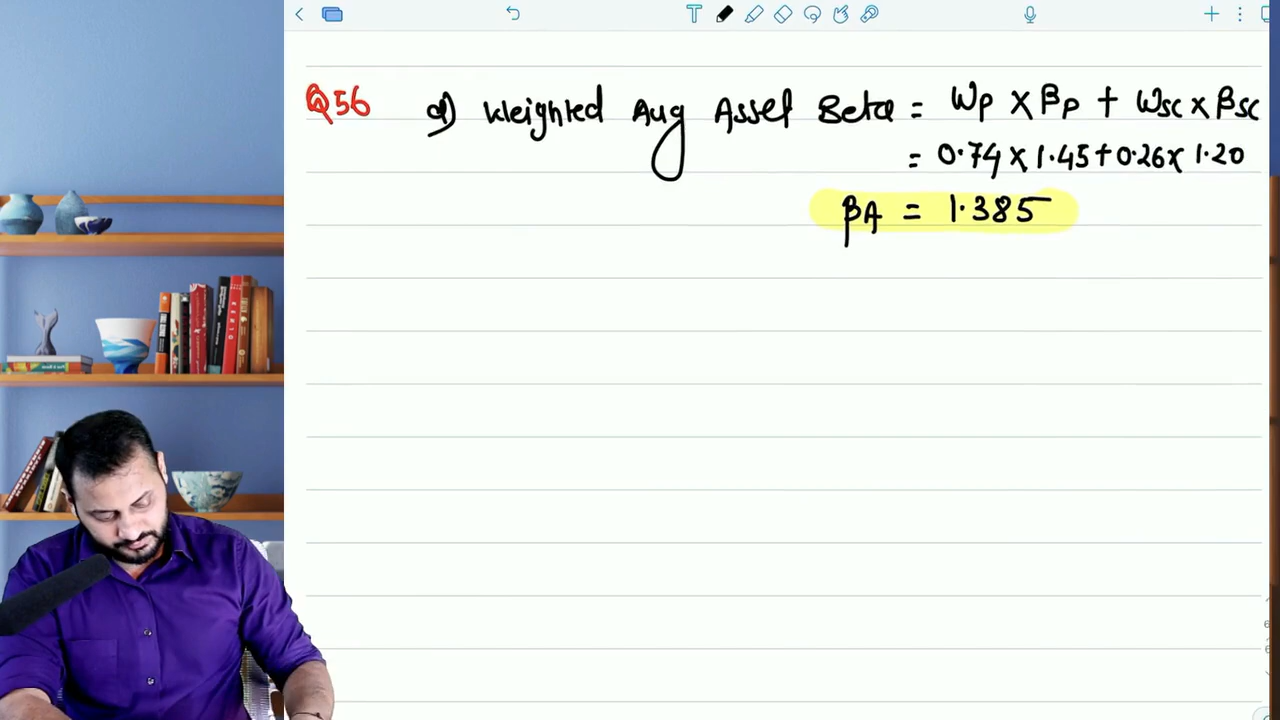 Q56 a) Weighted Avg Asset Beta = WP × βP + WSC × βSC
= 0.74 × 1.45 + 0.26 × 1.20
βA = 1.385